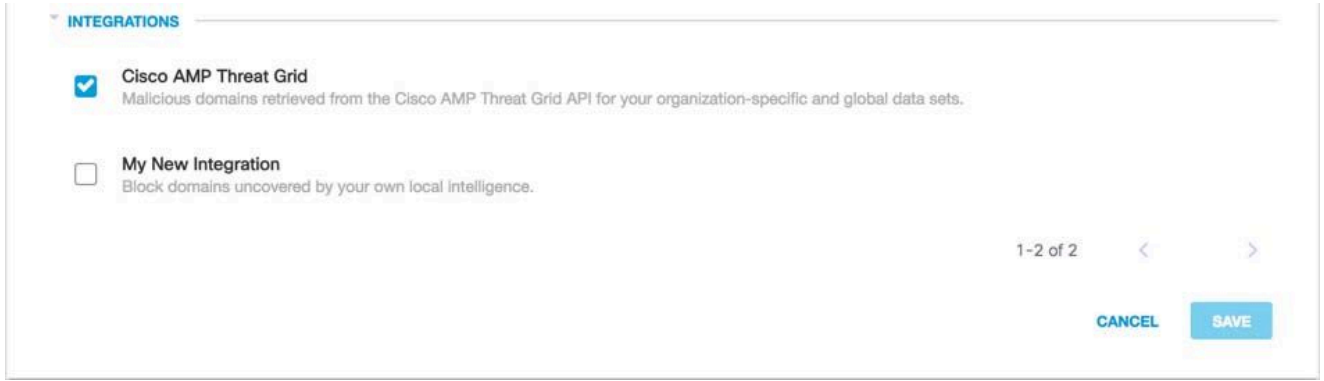 INTEGRATIONS
Cisco AMP Threat Grid
Malicious domains retrieved from the Cisco AMP Threat Grid API for your organization-specific and global data sets.
My New Integration
Block domains uncovered by your own local intelligence.
1-2 of 2
CANCEL SAVE